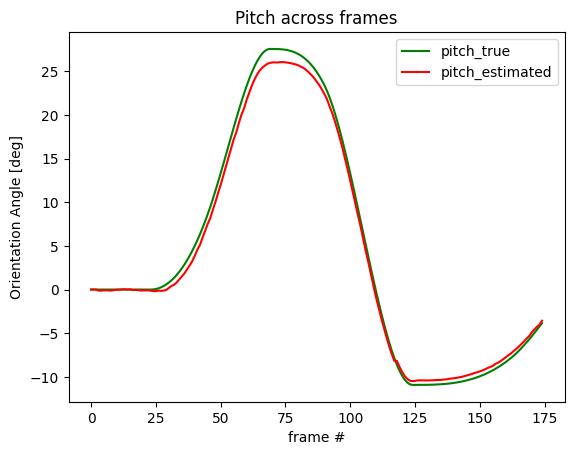 Pitch across frames
pitch_true
pitch_estimated
Orientation Angle [deg]
25
20
15
10
5
0
−5
−10
0 25 50 75 100 125 150 175
frame #